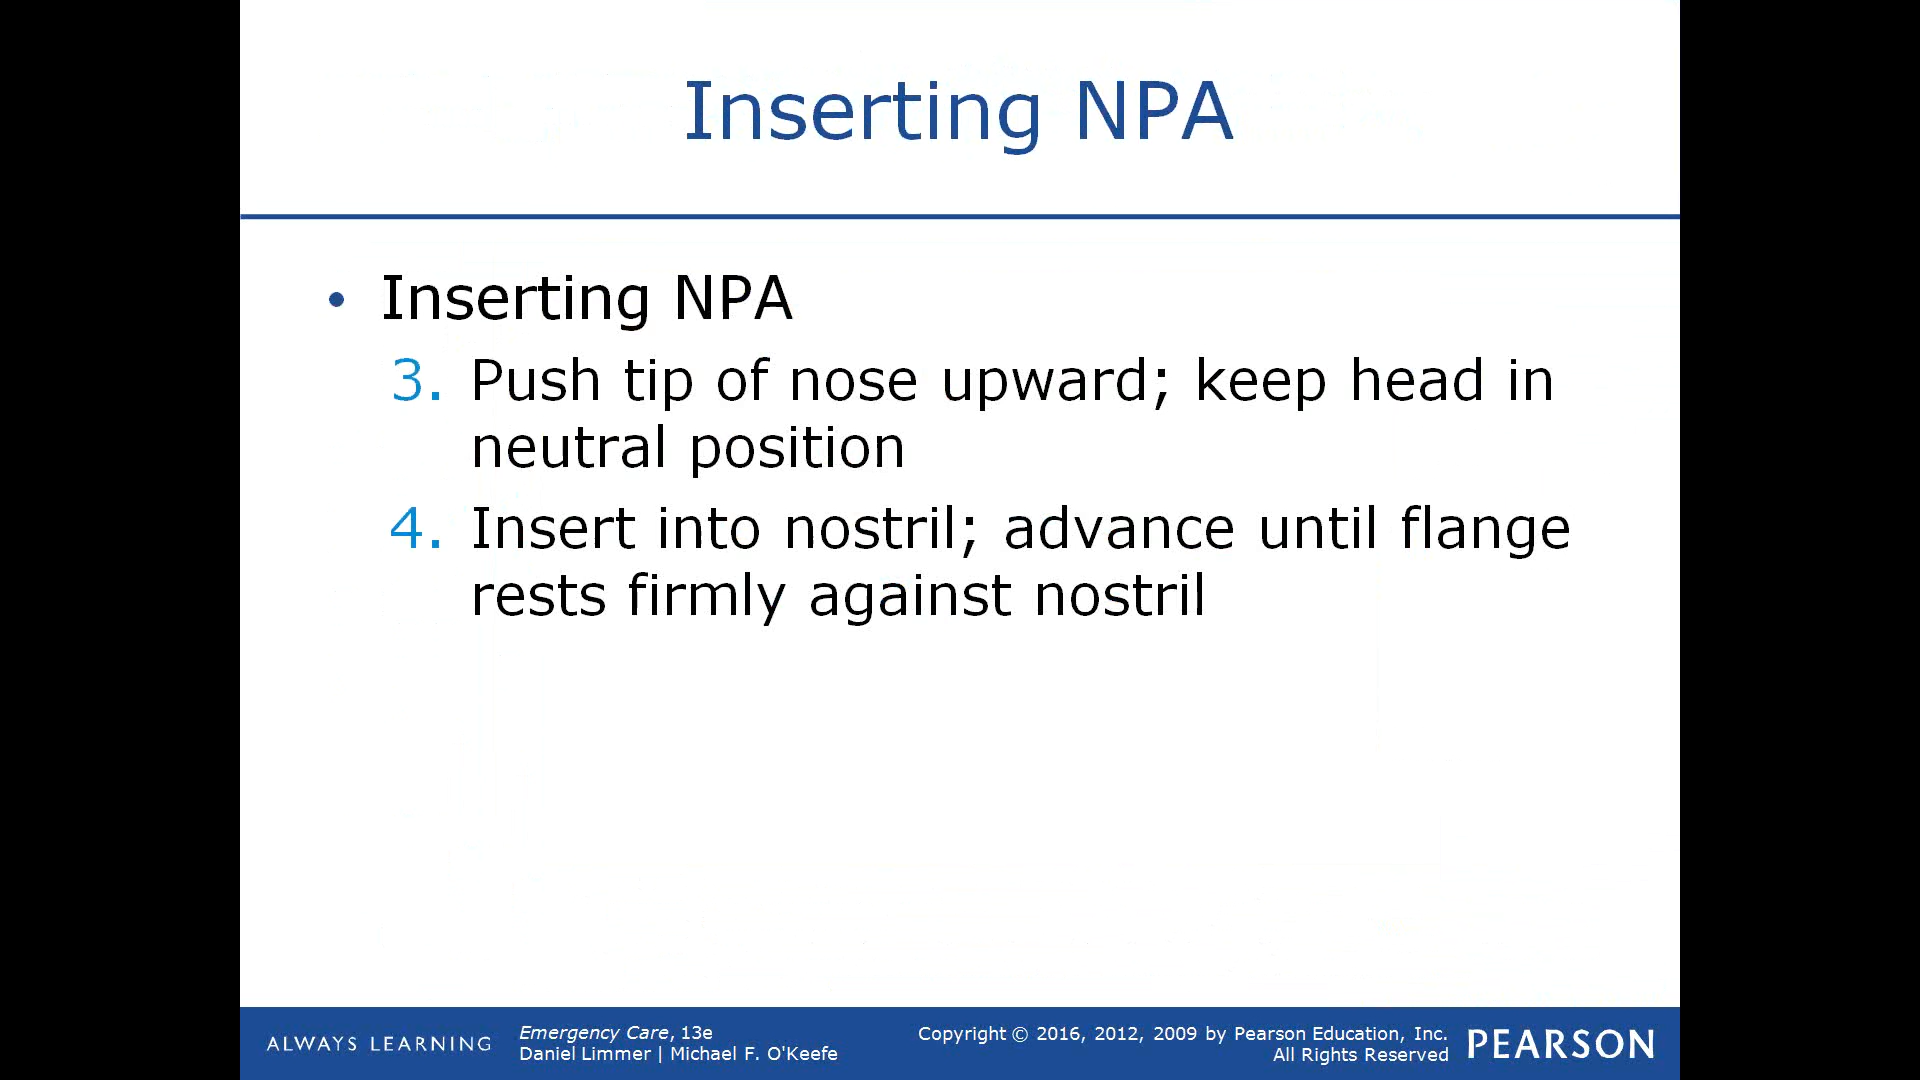 Inserting NPA
• Inserting NPA
3. Push tip of nose upward; keep head in
neutral position
4. Insert into nostril; advance until flange
rests firmly against nostril
ALWAYS LEARNING
Emergency Care, 13e
Daniel Limmer | Michael F. O'Keefe
Copyright © 2016, 2012, 2009 by Pearson Education, Inc.
All Rights Reserved
PEARSON